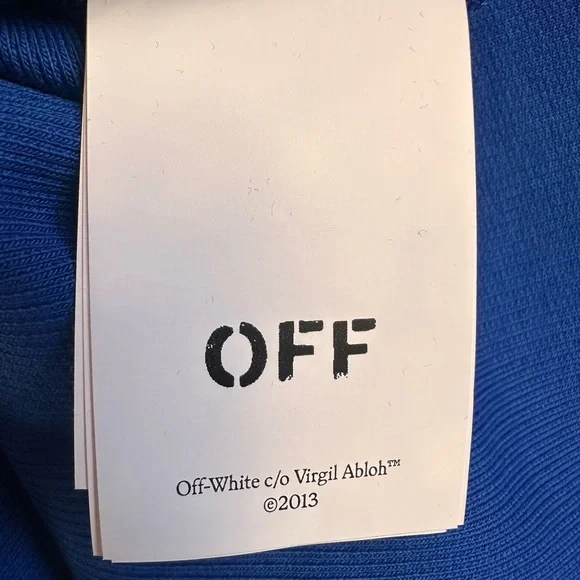 OFF
Off-White c/o Virgil Abloh™
©2013